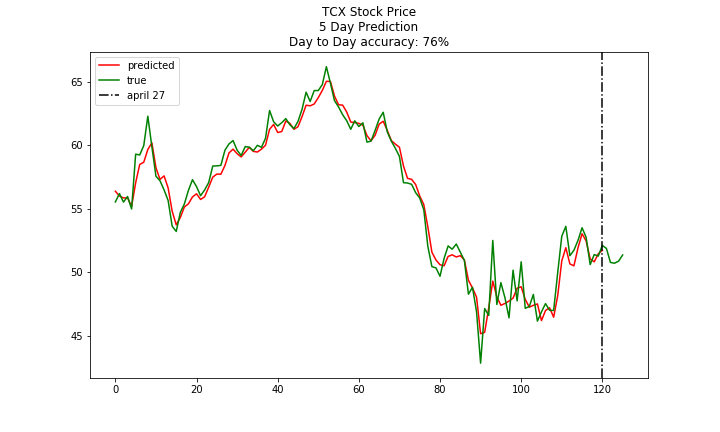 TCX Stock Price
5 Day Prediction
Day to Day accuracy: 76%
predicted
true
april 27
65
60
55
50
45
0
20
40
60
80
100
120